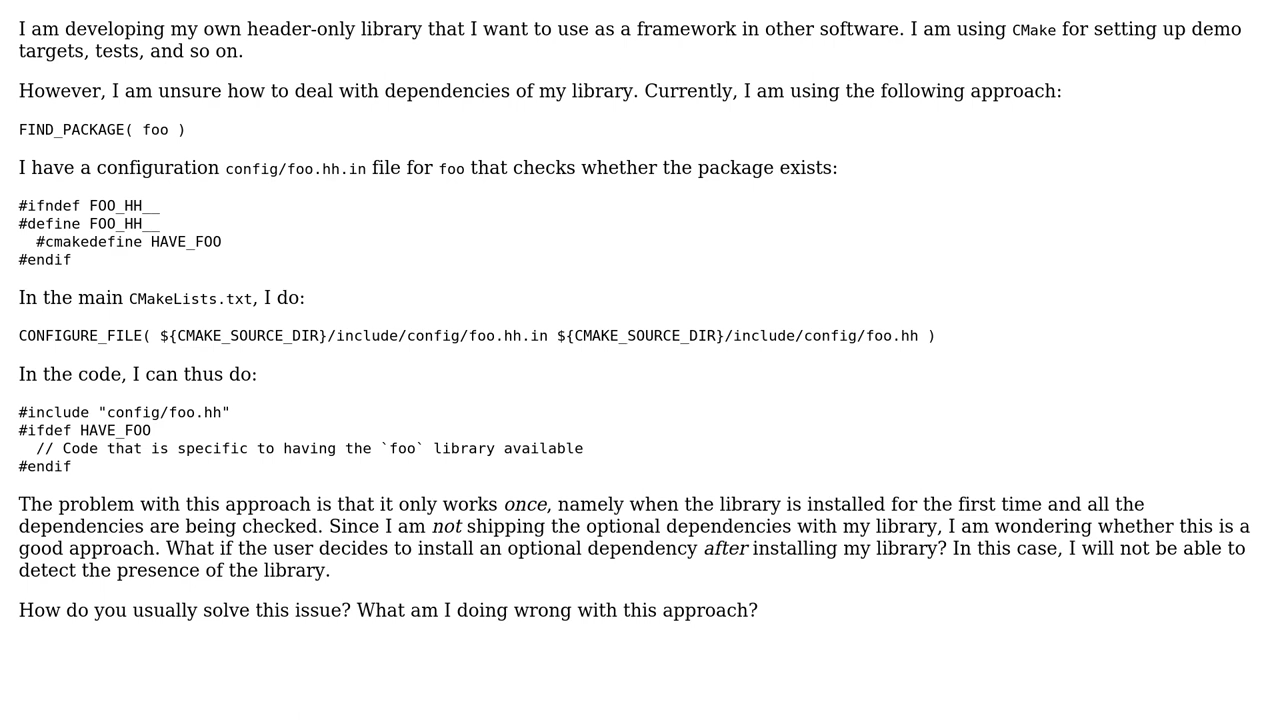 I am developing my own header-only library that I want to use as a framework in other software. I am using CMake for setting up demo
targets, tests, and so on.
However, I am unsure how to deal with dependencies of my library. Currently, I am using the following approach:
FIND_PACKAGE( foo )
I have a configuration config/foo.hh.in file for foo that checks whether the package exists:
#ifndef FOO_HH__
#define FOO_HH__
  #cmakedefine HAVE_FOO
#endif
In the main CMakeLists.txt, I do:
CONFIGURE_FILE( ${CMAKE_SOURCE_DIR}/include/config/foo.hh.in ${CMAKE_SOURCE_DIR}/include/config/foo.hh )
In the code, I can thus do:
#include "config/foo.hh"
#ifdef HAVE_FOO
  // Code that is specific to having the `foo` library available
#endif
The problem with this approach is that it only works once, namely when the library is installed for the first time and all the
dependencies are being checked. Since I am not shipping the optional dependencies with my library, I am wondering whether this is a
good approach. What if the user decides to install an optional dependency after installing my library? In this case, I will not be able to
detect the presence of the library.
How do you usually solve this issue? What am I doing wrong with this approach?